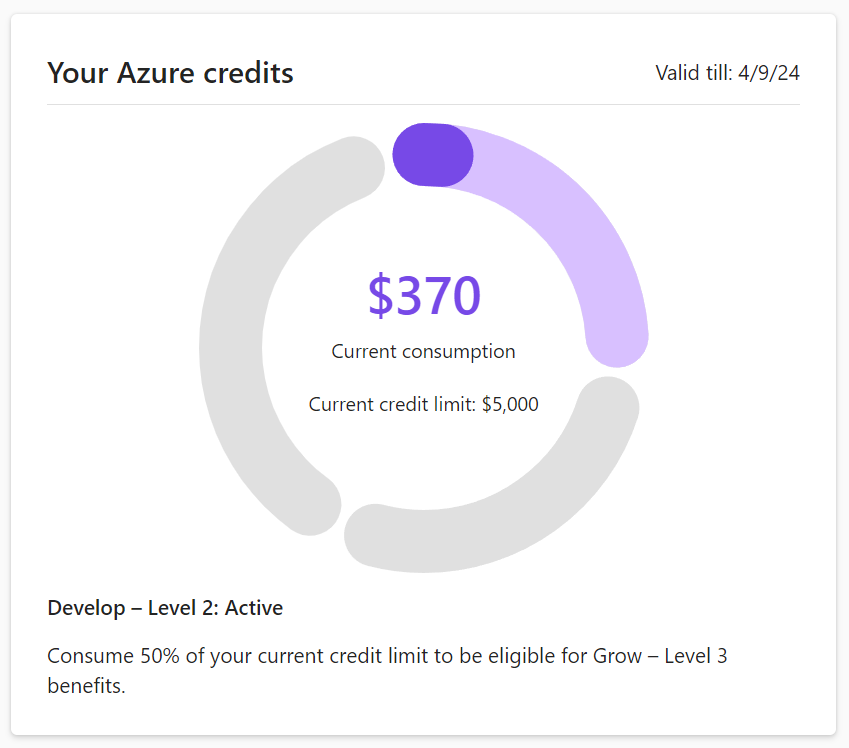 Your Azure credits
Valid till: 4/9/24
$370
Current consumption
Current credit limit: $5,000
Develop – Level 2: Active
Consume 50% of your current credit limit to be eligible for Grow – Level 3
benefits.